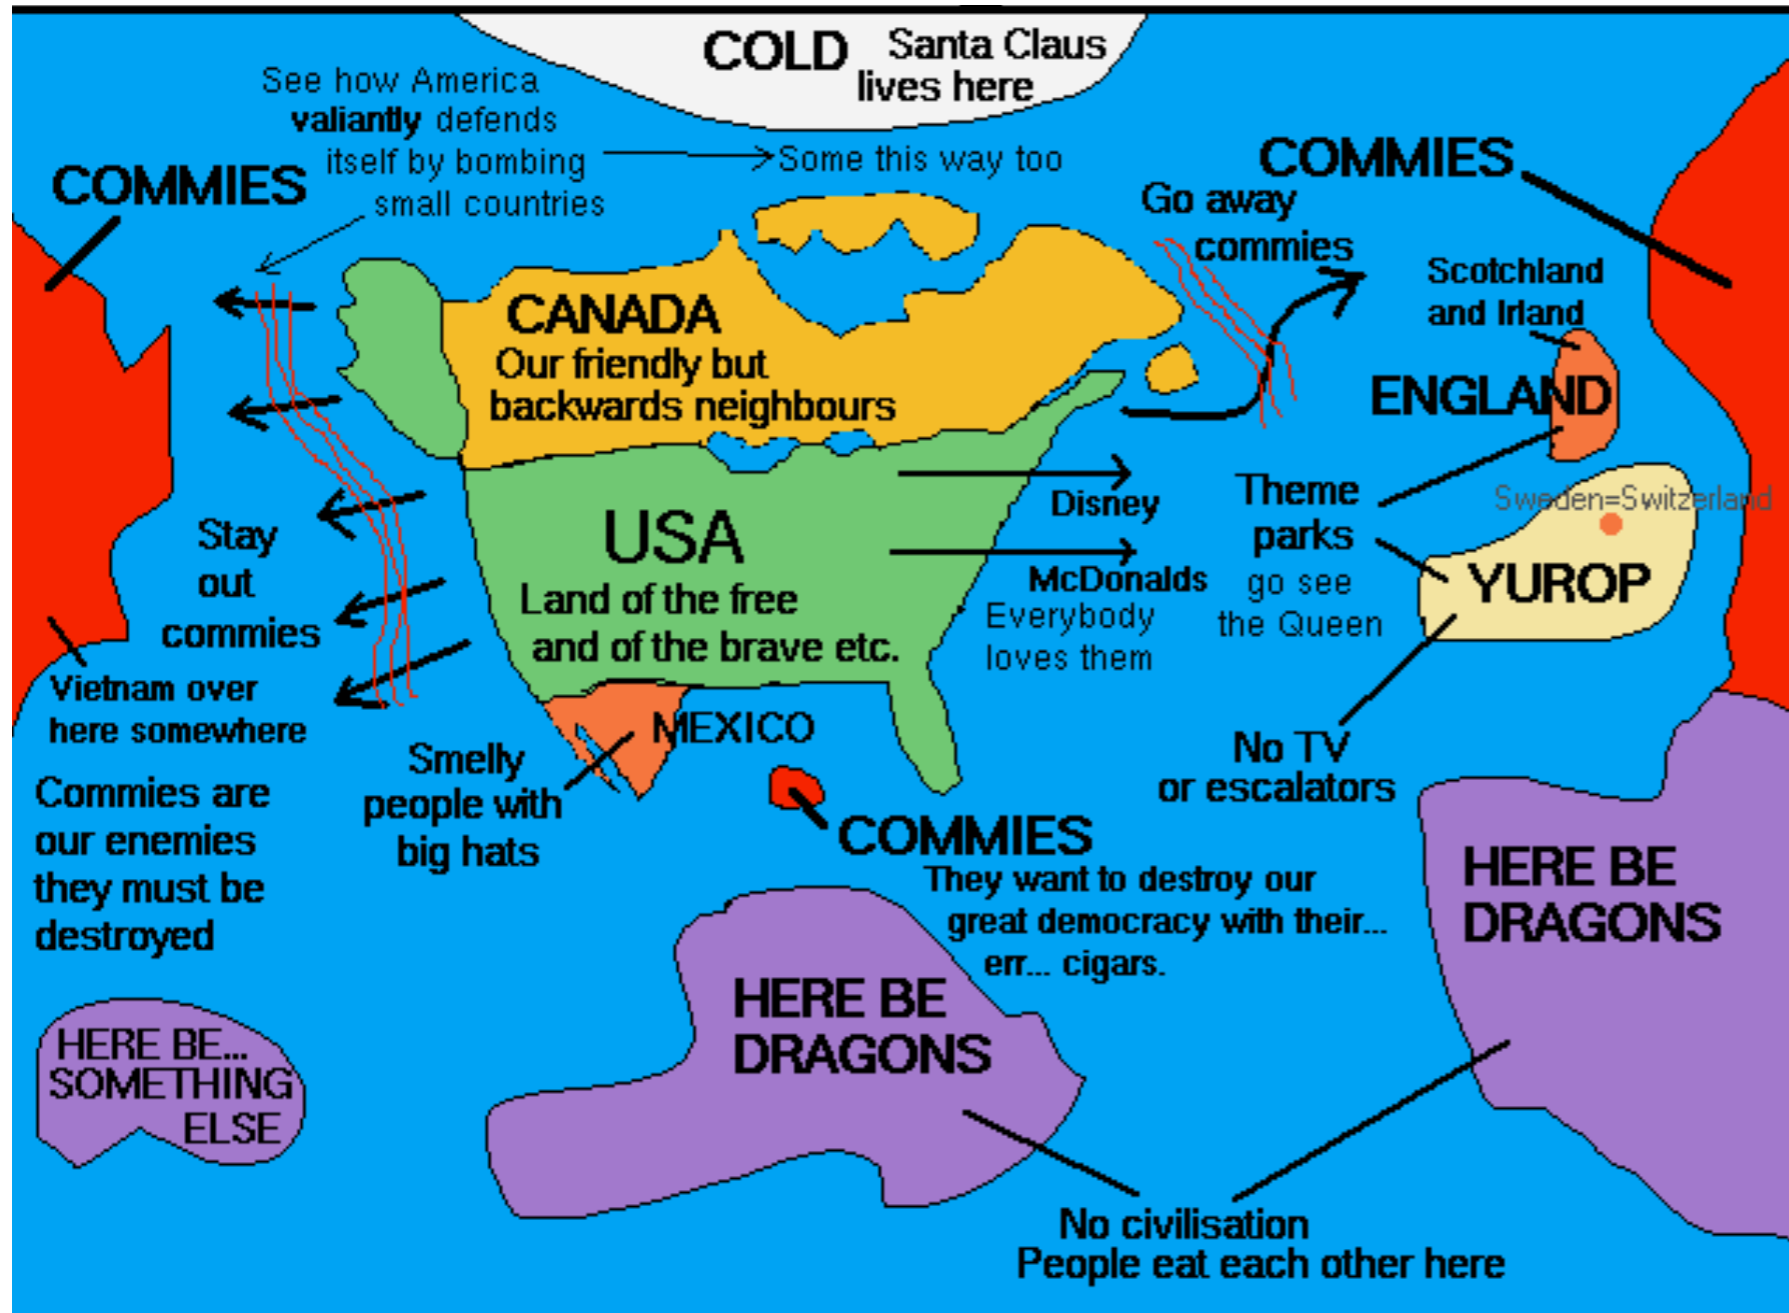 COLD Santa Claus
lives here
See how America
valiantly defends
itself by bombing
small countries
Some this way too
COMMIES
COMMIES
Go away
commies
Scotchland
and Irland
CANADA
Our friendly but
backwards neighbours
ENGLAND
Theme
parks
go see
the Queen
Sweden=Switzerland
YUROP
No TV
or escalators
USA
Land of the free
and of the brave etc.
Disney
McDonalds
Everybody
loves them
Stay
out
commies
Vietnam over
here somewhere
Commies are
our enemies
they must be
destroyed
MEXICO
Smelly
people with
big hats
COMMIES
They want to destroy our
great democracy with their...
err... cigars.
HERE BE
DRAGONS
HERE BE
DRAGONS
HERE BE...
SOMETHING
ELSE
No civilisation
People eat each other here